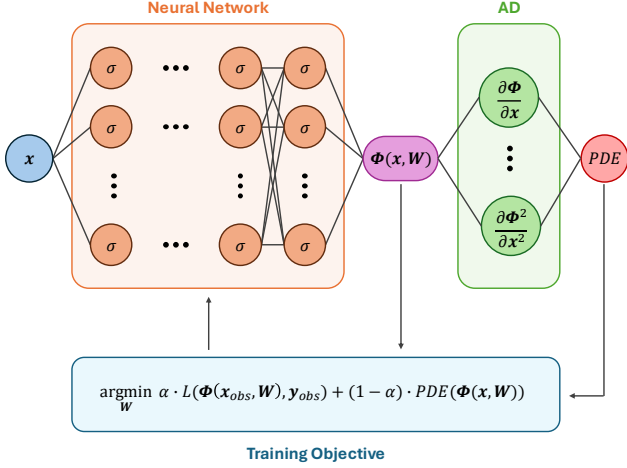 Neural Network
AD
σ ••• σ σ
σ ••• σ σ
σ ••• σ σ
x
Φ(x, W)
∂Φ
∂x
∂Φ²
∂x²
PDE
argmin α · L(Φ(x_obs, W), y_obs) + (1 − α) · PDE(Φ(x, W))
W
Training Objective